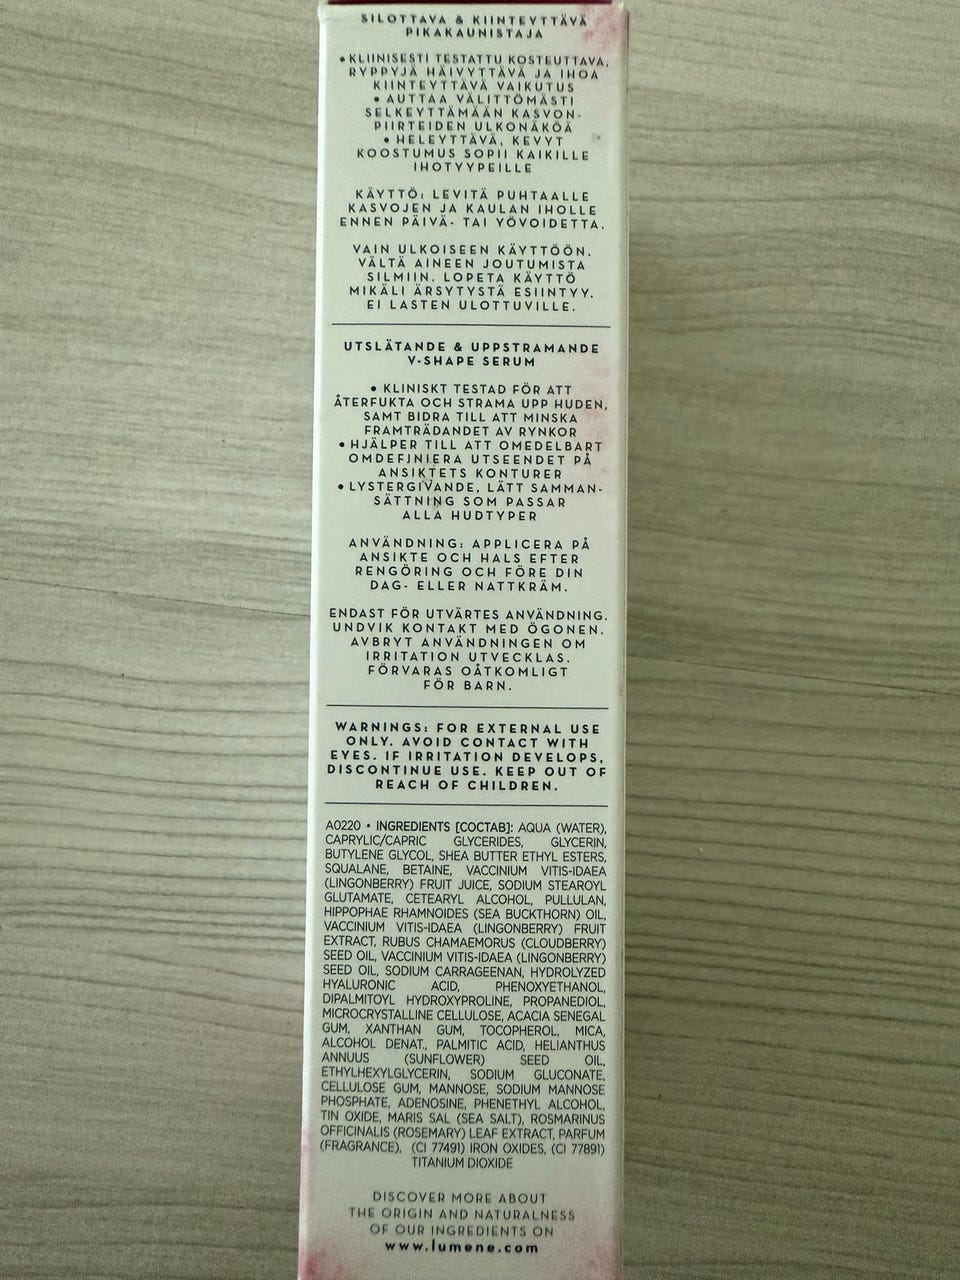 SILOTTAVA & KIINTEYTTÄVÄ
PIKAKAUNISTAJA
• KLIINISESTI TESTATTU KOSTEUTTAVA,
RYPPYJÄ HÄIVYTTÄVÄ JA IHOA
KIINTEYTTÄVÄ VAIKUTUS
• AUTTAA VÄLITTÖMÄSTI
SELKEYTTÄMÄÄN KASVON-
PIIRTEIDEN ULKONÄKÖÄ
• HELEYTTÄVÄ, KEVYT
KOOSTUMUS SOPII KAIKILLE
IHOTYYPEILLE
KÄYTTÖ: LEVITÄ PUHTAALLE
KASVOJEN JA KAULAN IHOLLE
ENNEN PÄIVÄ- TAI YÖVOIDETTA.
VAIN ULKOISEEN KÄYTTÖÖN.
VÄLTÄ AINEEN JOUTUMISTA
SILMIIN. LOPETA KÄYTTÖ
MIKÄLI ÄRSYTYSTÄ ESIINTYY.
EI LASTEN ULOTTUVILLE.
UTSLÄTANDE & UPPSTRAMANDE
V-SHAPE SERUM
• KLINISKT TESTAD FÖR ATT
ÅTERFUKTA OCH STRAMA UPP HUDEN,
SAMT BIDRA TILL ATT MINSKA
FRAMTRÄDANDET AV RYNKOR
• HJÄLPER TILL ATT OMEDELBART
OMDEFINIERA UTSEENDET PÅ
ANSIKTETS KONTURER
• LYSTERGIVANDE, LÄTT SAMMAN-
SÄTTNING SOM PASSAR
ALLA HUDTYPER
ANVÄNDNING: APPLICERA PÅ
ANSIKTE OCH HALS EFTER
RENGÖRING OCH FÖRE DIN
DAG- ELLER NATTKRÄM.
ENDAST FÖR UTVÄRTES ANVÄNDNING.
UNDVIK KONTAKT MED ÖGONEN.
AVBRYT ANVÄNDNINGEN OM
IRRITATION UTVECKLAS.
FÖRVARAS OÅTKOMLIGT
FÖR BARN.
WARNINGS: FOR EXTERNAL USE
ONLY. AVOID CONTACT WITH
EYES. IF IRRITATION DEVELOPS,
DISCONTINUE USE. KEEP OUT OF
REACH OF CHILDREN.
A0220 • INGREDIENTS [СОСТАВ]: AQUA (WATER),
CAPRYLIC/CAPRIC GLYCERIDES, GLYCERIN,
BUTYLENE GLYCOL, SHEA BUTTER ETHYL ESTERS,
SQUALANE, BETAINE, VACCINIUM VITIS-IDAEA
(LINGONBERRY) FRUIT JUICE, SODIUM STEAROYL
GLUTAMATE, CETEARYL ALCOHOL, PULLULAN,
HIPPOPHAE RHAMNOIDES (SEA BUCKTHORN) OIL,
VACCINIUM VITIS-IDAEA (LINGONBERRY) FRUIT
EXTRACT, RUBUS CHAMAEMORUS (CLOUDBERRY)
SEED OIL, VACCINIUM VITIS-IDAEA (LINGONBERRY)
SEED OIL, SODIUM CARRAGEENAN, HYDROLYZED
HYALURONIC ACID, PHENOXYETHANOL,
DIPALMITOYL HYDROXYPROLINE, PROPANEDIOL,
MICROCRYSTALLINE CELLULOSE, ACACIA SENEGAL
GUM, XANTHAN GUM, TOCOPHEROL, MICA,
ALCOHOL DENAT., PALMITIC ACID, HELIANTHUS
ANNUUS (SUNFLOWER) SEED OIL,
ETHYLHEXYLGLYCERIN, SODIUM GLUCONATE,
CELLULOSE GUM, MANNOSE, SODIUM MANNOSE
PHOSPHATE, ADENOSINE, PHENETHYL ALCOHOL,
TIN OXIDE, MARIS SAL (SEA SALT), ROSMARINUS
OFFICINALIS (ROSEMARY) LEAF EXTRACT, PARFUM
(FRAGRANCE), (CI 77491) IRON OXIDES, (CI 77891)
TITANIUM DIOXIDE
DISCOVER MORE ABOUT
THE ORIGIN AND NATURALNESS
OF OUR INGREDIENTS ON
www.lumene.com